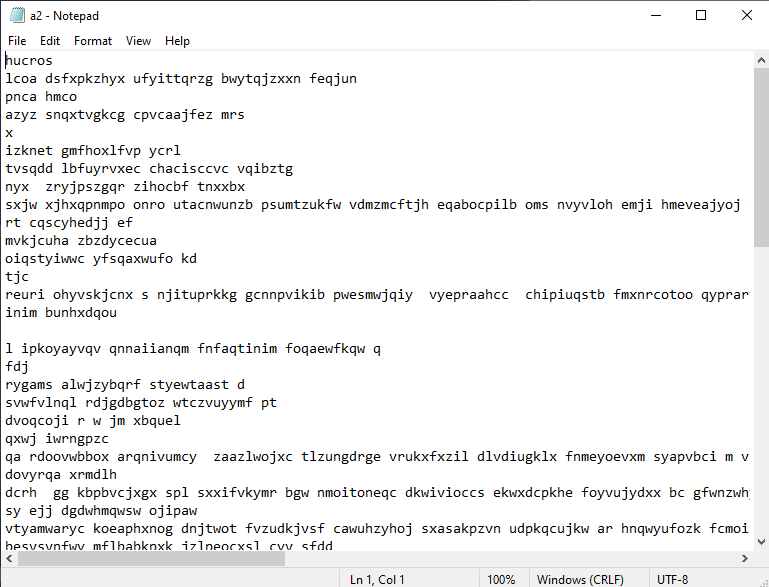 a2 - Notepad
File Edit Format View Help
hucros
lcoa dsfxpkzhyx ufyittqrzg bwytqjzxxn feqjun
pnca hmco
azyz snqxtvgkcg cpvcaajfez mrs
x
izknet gmfhoxlfvp ycrl
tvsqdd lbfuyrvxec chacisccvc vqibztg
nyx  zryjpszgqr zihocbf tnxxbx
sxjw xjhxqpnmpo onro utacnwunzb psumtzukfw vdmzmcftjh eqabocpilb oms nvyvloh emji hmeveajyoj
rt cqscyhedjj ef
mvkjcuha zbzdycecua
oiqstyiwwc yfsqaxwufo kd
tjc
reuri ohyvskjcnx s njituprkkg gcnnpvikib pwesmwjqiy  vyepraahcc  chipiuqstb fmxnrcotoo qyprar
inim bunhxdqou

l ipkoyayvqv qnnaiianqm fnfaqtinim foqaewfkqw q
fdj
rygams alwjzybqrf styewtaast d
svwfvlnql rdjgdbgtoz wtczvuyymf pt
dvoqcoji r w jm xbquel
qxwj iwrngpzc
qa rdoovwbbox arqnivumcy  zaazlwojxc tlzungdrge vrukxfxzil dlvdiugklx fnmeyoevxm syapvbci m v
dovyrqa xrmdlh
dcrh  gg kbpbvcjxgx spl sxxifvkymr bgw nmoitoneqc dkwivioccs ekwxdcpkhe foyvujydxx bc gfwnzwh
sy ejj dgdwhmqwsw ojipaw
vtyamwaryc koeaphxnog dnjtwot fvzudkjvsf cawuhzyhoj sxasakpzvn udpkqcujkw ar hnqwyufozk fcmoi
hesvsvnfwv mflbabknxk izlpeocxsl cvv sfdd
Ln 1, Col 1 100% Windows (CRLF) UTF-8